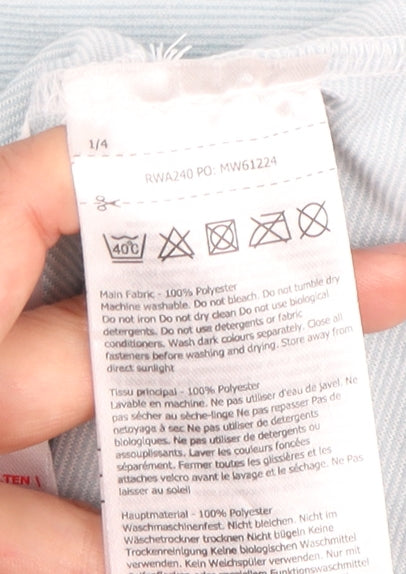 1/4
RWA240 PO: MW61224
40°C
Main Fabric - 100% Polyester
Machine washable. Do not bleach. Do not tumble dry
Do not iron Do not dry clean Do not use biological
detergents. Do not use detergents or fabric
conditioners. Wash dark colours separately. Close all
fasteners before washing and drying. Store away from
direct sunlight
Tissu principal - 100% Polyester
Lavable en machine. Ne pas utiliser d'eau de javel. Ne
pas sécher au sèche-linge Ne pas repasser Pas de
netoyage à sec Ne pas utiliser de détergents
biologiques. Ne pas utiliser de détergents ou
assouplissants. Laver les couleurs foncées
séparément. Fermer toutes les glissières et les
attaches velcro avant le lavage et le séchage. Ne Pas
laisser au soleil
Hauptmaterial - 100% Polyester
Waschmaschinenfest. Nicht bleichen. Nicht im
Wäschetrockner trocknen Nicht bügeln Keine
Trockenreinigung Keine biologischen Waschmittel
verwenden. Kein Weichspüler verwenden. Nur mit
speziellem Funktionswaschmittel
TEN